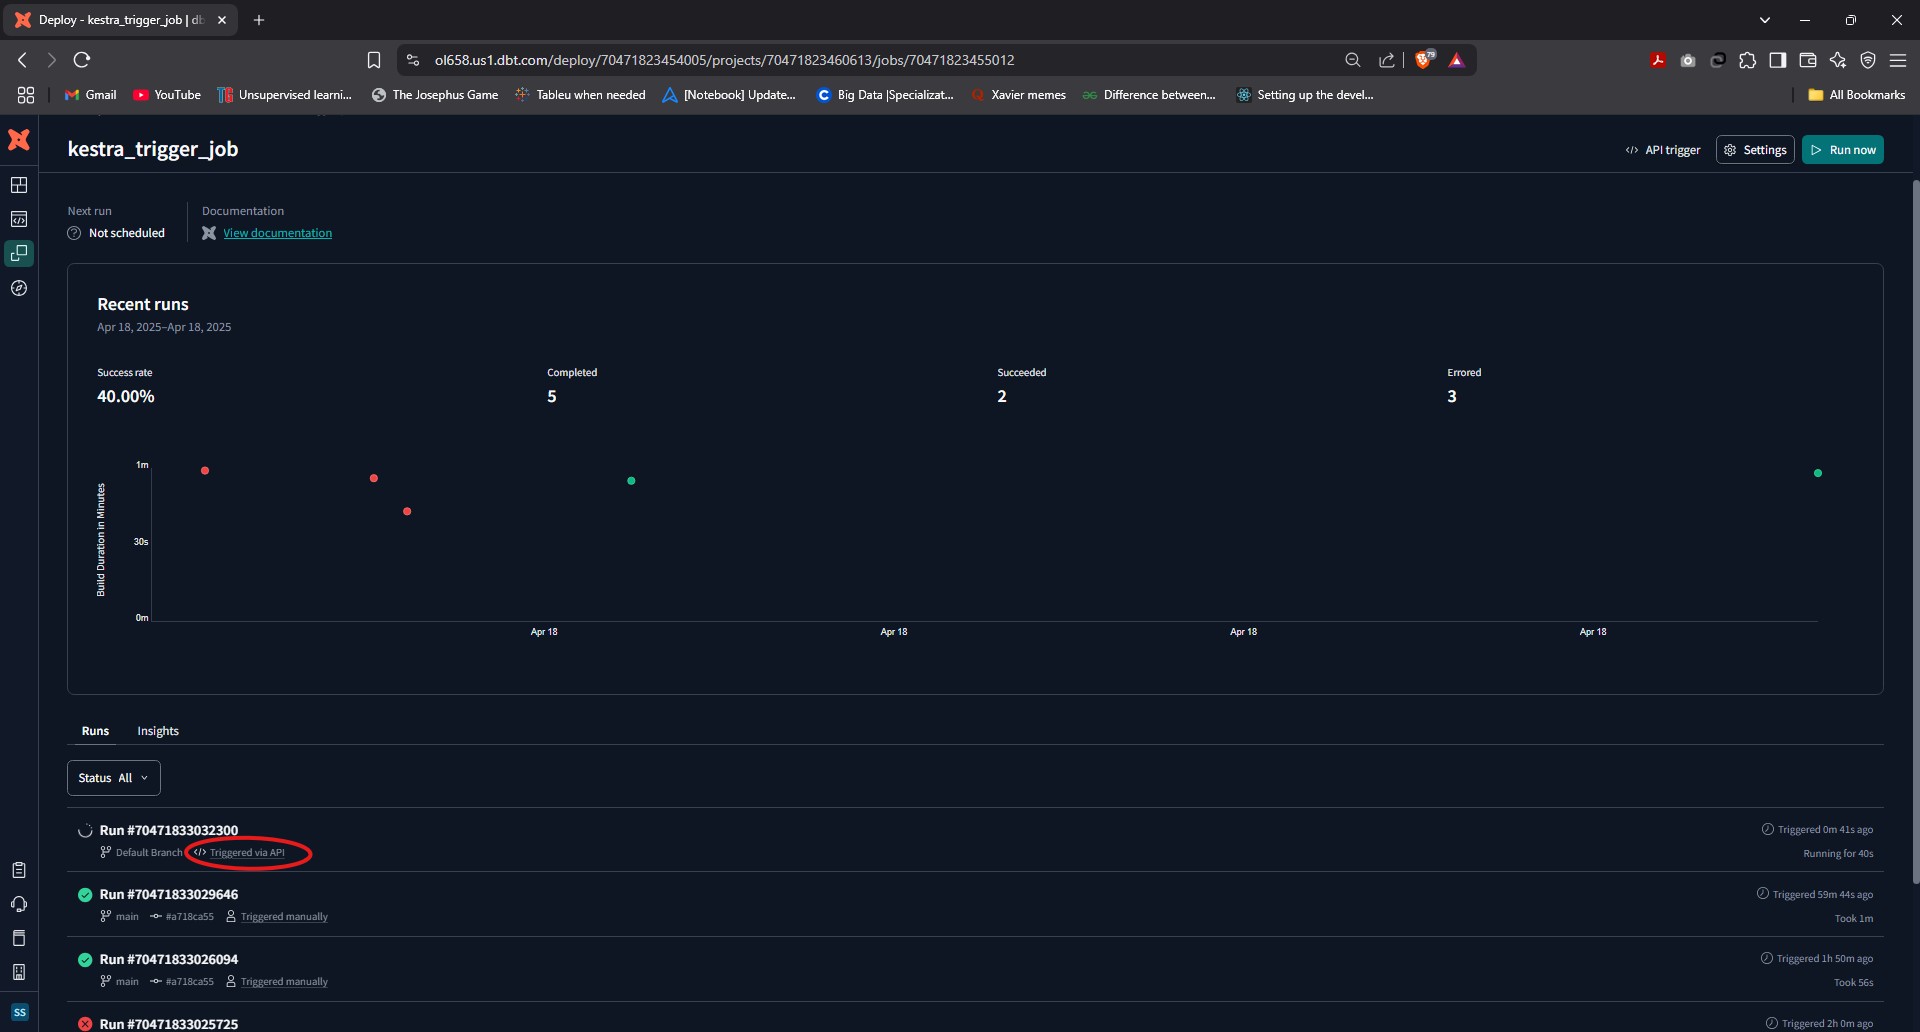 Deploy - kestra_trigger_job | db
ol658.us1.dbt.com/deploy/70471823454005/projects/70471823460613/jobs/70471823455012
79
Gmail
YouTube
Unsupervised learni...
The Josephus Game
Tableu when needed
[Notebook] Update...
Big Data |Specializat...
Xavier memes
Difference between...
Setting up the devel...
All Bookmarks
kestra_trigger_job
API trigger
Settings
Run now
Next run
Not scheduled
Documentation
View documentation
Recent runs
Apr 18, 2025–Apr 18, 2025
Success rate
40.00%
Completed
5
Succeeded
2
Errored
3
Build Duration in Minutes
1m
30s
0m
Apr 18
Apr 18
Apr 18
Apr 18
Runs
Insights
Status All
Run #70471833032300
Triggered 0m 41s ago
Default Branch </> Triggered via API
Running for 40s
Run #70471833029646
Triggered 59m 44s ago
main #a718ca55 Triggered manually
Took 1m
Run #70471833026094
Triggered 1h 50m ago
main #a718ca55 Triggered manually
Took 56s
SS
Run #70471833025725
Triggered 2h 0m ago